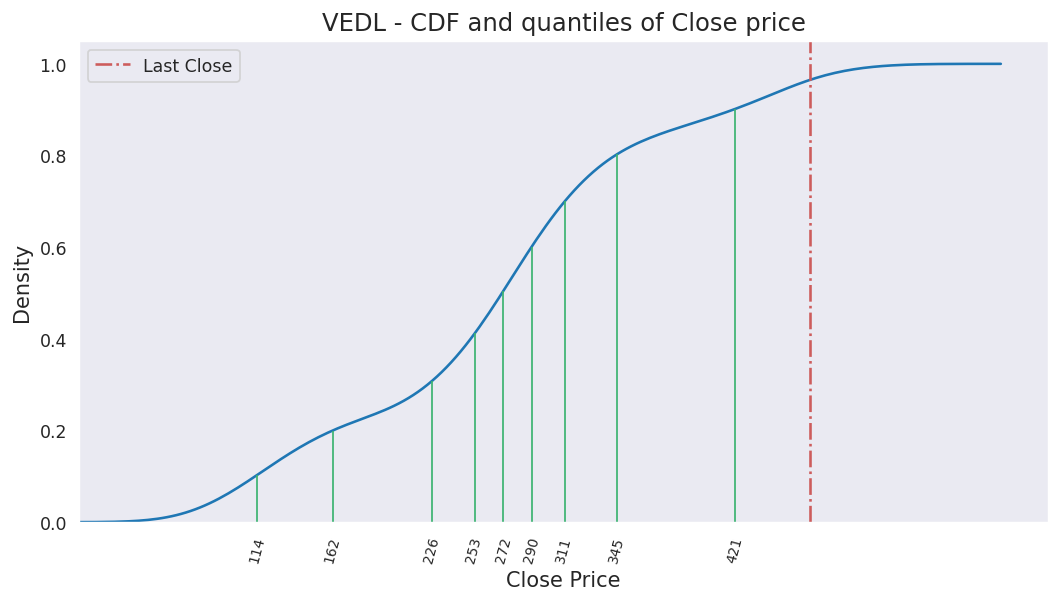 VEDL - CDF and quantiles of Close price
Last Close
1.0
0.8
0.6
0.4
0.2
0.0
Density
114 162 226 253 272 290 311 345 421
Close Price